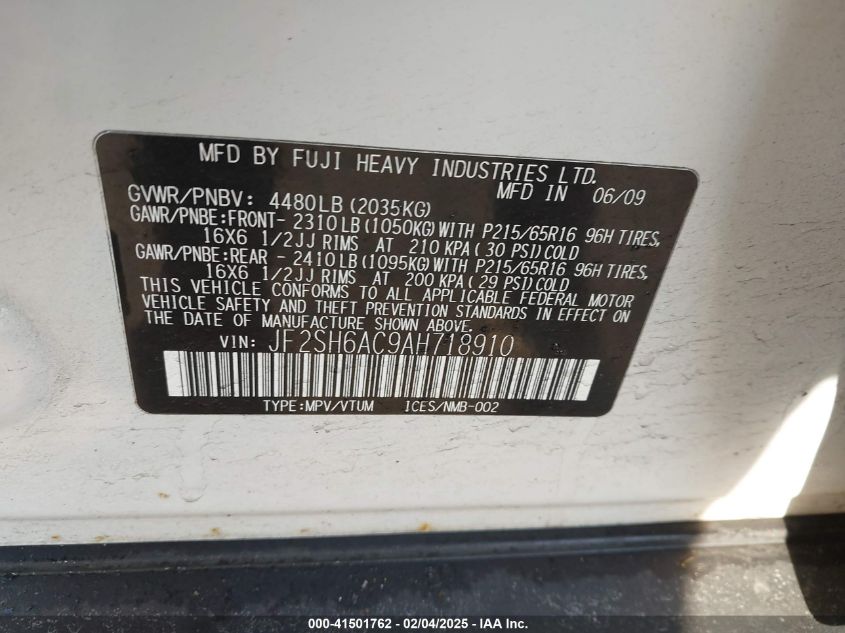 MFD BY FUJI HEAVY INDUSTRIES LTD.
MFD IN 06/09
GVWR/PNBV: 4480LB(2035KG)
GAWR/PNBE:FRONT- 2310LB(1050KG)WITH P215/65R16 96H TIRES,
16X6 1/2JJ RIMS AT 210 KPA( 30 PSI)COLD
GAWR/PNBE:REAR - 2410LB(1095KG)WITH P215/65R16 96H TIRES,
16X6 1/2JJ RIMS AT 200 KPA( 29 PSI)COLD
THIS VEHICLE CONFORMS TO ALL APPLICABLE FEDERAL MOTOR
VEHICLE SAFETY AND THEFT PREVENTION STANDARDS IN EFFECT ON
THE DATE OF MANUFACTURE SHOWN ABOVE.
VIN: JF2SH6AC9AH718910
TYPE:MPV/VTUM ICES/NMB-002
000-41501762 - 02/04/2025 - IAA Inc.